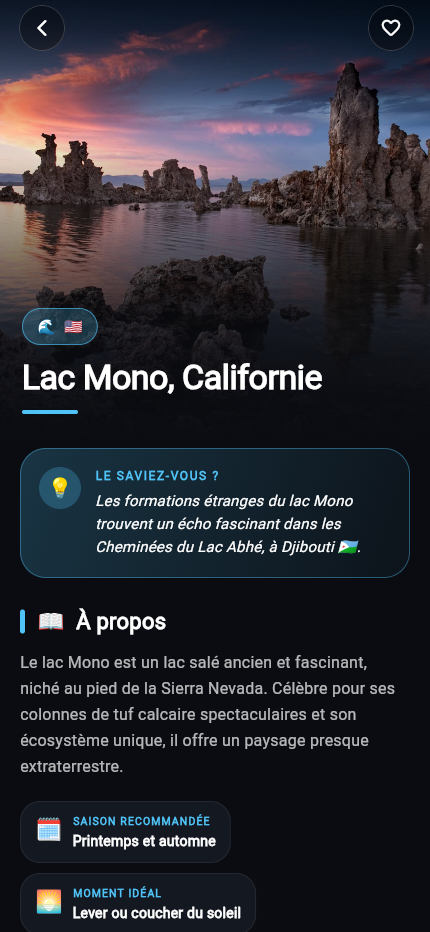 Lac Mono, Californie
LE SAVIEZ-VOUS ?
Les formations étranges du lac Mono
trouvent un écho fascinant dans les
Cheminées du Lac Abhé, à Djibouti 🇩🇯.
À propos
Le lac Mono est un lac salé ancien et fascinant,
niché au pied de la Sierra Nevada. Célèbre pour ses
colonnes de tuf calcaire spectaculaires et son
écosystème unique, il offre un paysage presque
extraterrestre.
SAISON RECOMMANDÉE
Printemps et automne
MOMENT IDÉAL
Lever ou coucher du soleil